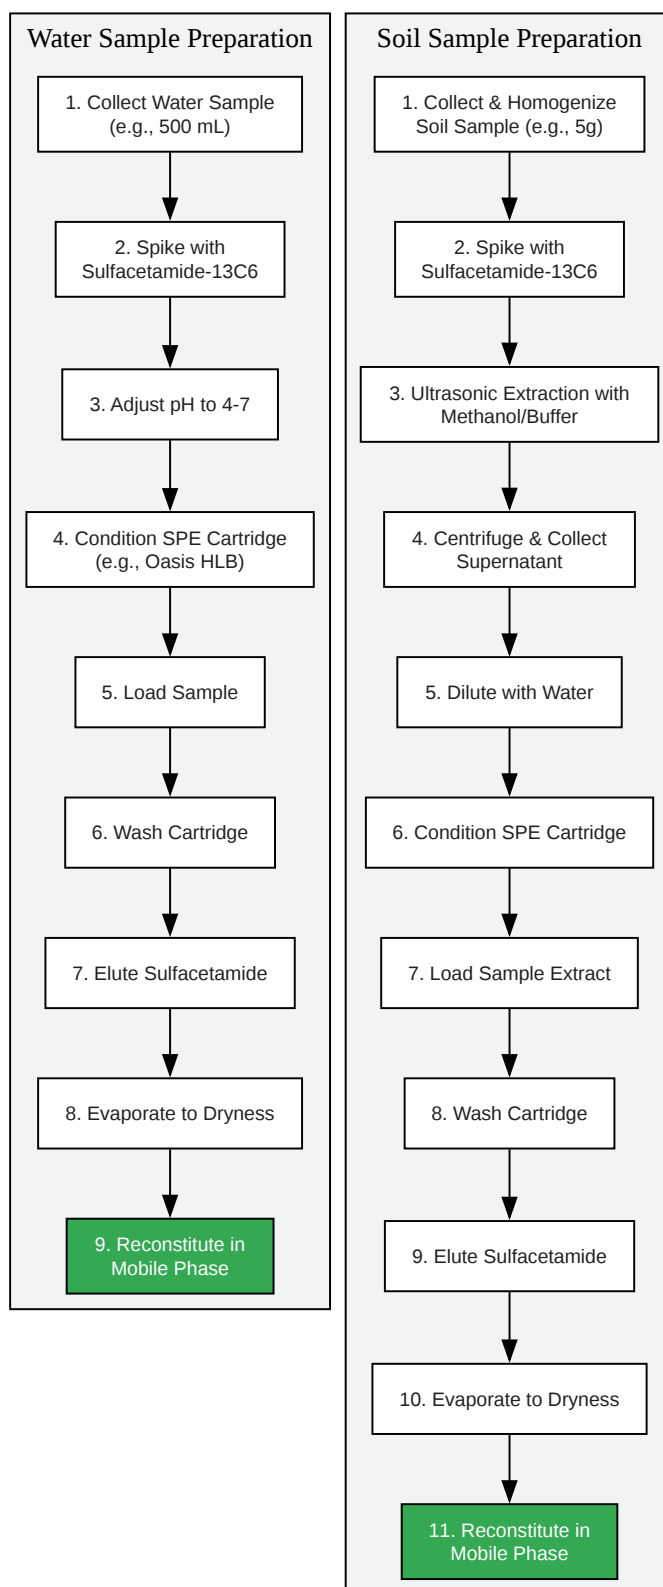 Water Sample Preparation
1. Collect Water Sample
(e.g., 500 mL)
2. Spike with
Sulfacetamide-13C6
3. Adjust pH to 4-7
4. Condition SPE Cartridge
(e.g., Oasis HLB)
5. Load Sample
6. Wash Cartridge
7. Elute Sulfacetamide
8. Evaporate to Dryness
9. Reconstitute in
Mobile Phase
Soil Sample Preparation
1. Collect & Homogenize
Soil Sample (e.g., 5g)
2. Spike with
Sulfacetamide-13C6
3. Ultrasonic Extraction with
Methanol/Buffer
4. Centrifuge & Collect
Supernatant
5. Dilute with Water
6. Condition SPE Cartridge
7. Load Sample Extract
8. Wash Cartridge
9. Elute Sulfacetamide
10. Evaporate to Dryness
11. Reconstitute in
Mobile Phase